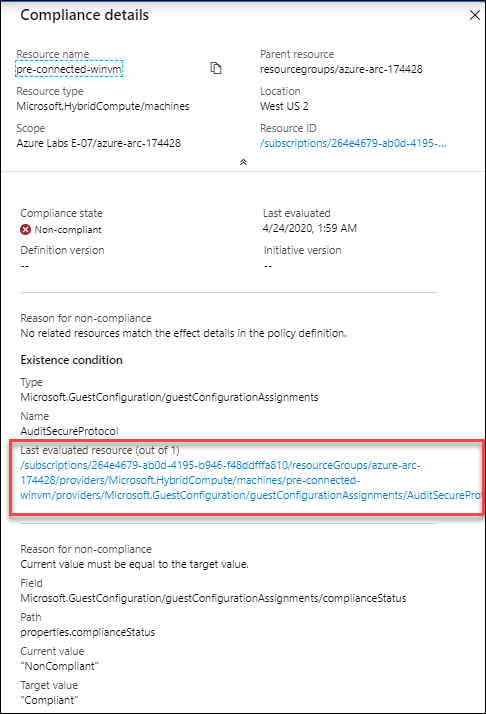 Compliance details
Resource name
pre-connected-winvm
Parent resource
resourcegroups/azure-arc-174428
Resource type
Microsoft.HybridCompute/machines
Location
West US 2
Scope
Azure Labs E-07/azure-arc-174428
Resource ID
/subscriptions/264e4679-ab0d-4195-...
Compliance state
Non-compliant
Last evaluated
4/24/2020, 1:59 AM
Definition version
--
Initiative version
--
Reason for non-compliance
No related resources match the effect details in the policy definition.
Existence condition
Type
Microsoft.GuestConfiguration/guestConfigurationAssignments
Name
AuditSecureProtocol
Last evaluated resource (out of 1)
/subscriptions/264e4679-ab0d-4195-b946-f48ddfffa810/resourceGroups/azure-arc-
174428/providers/Microsoft.HybridCompute/machines/pre-connected-
winvm/providers/Microsoft.GuestConfiguration/guestConfigurationAssignments/AuditSecureProt
Reason for non-compliance
Current value must be equal to the target value.
Field
Microsoft.GuestConfiguration/guestConfigurationAssignments/complianceStatus
Path
properties.complianceStatus
Current value
"NonCompliant"
Target value
"Compliant"